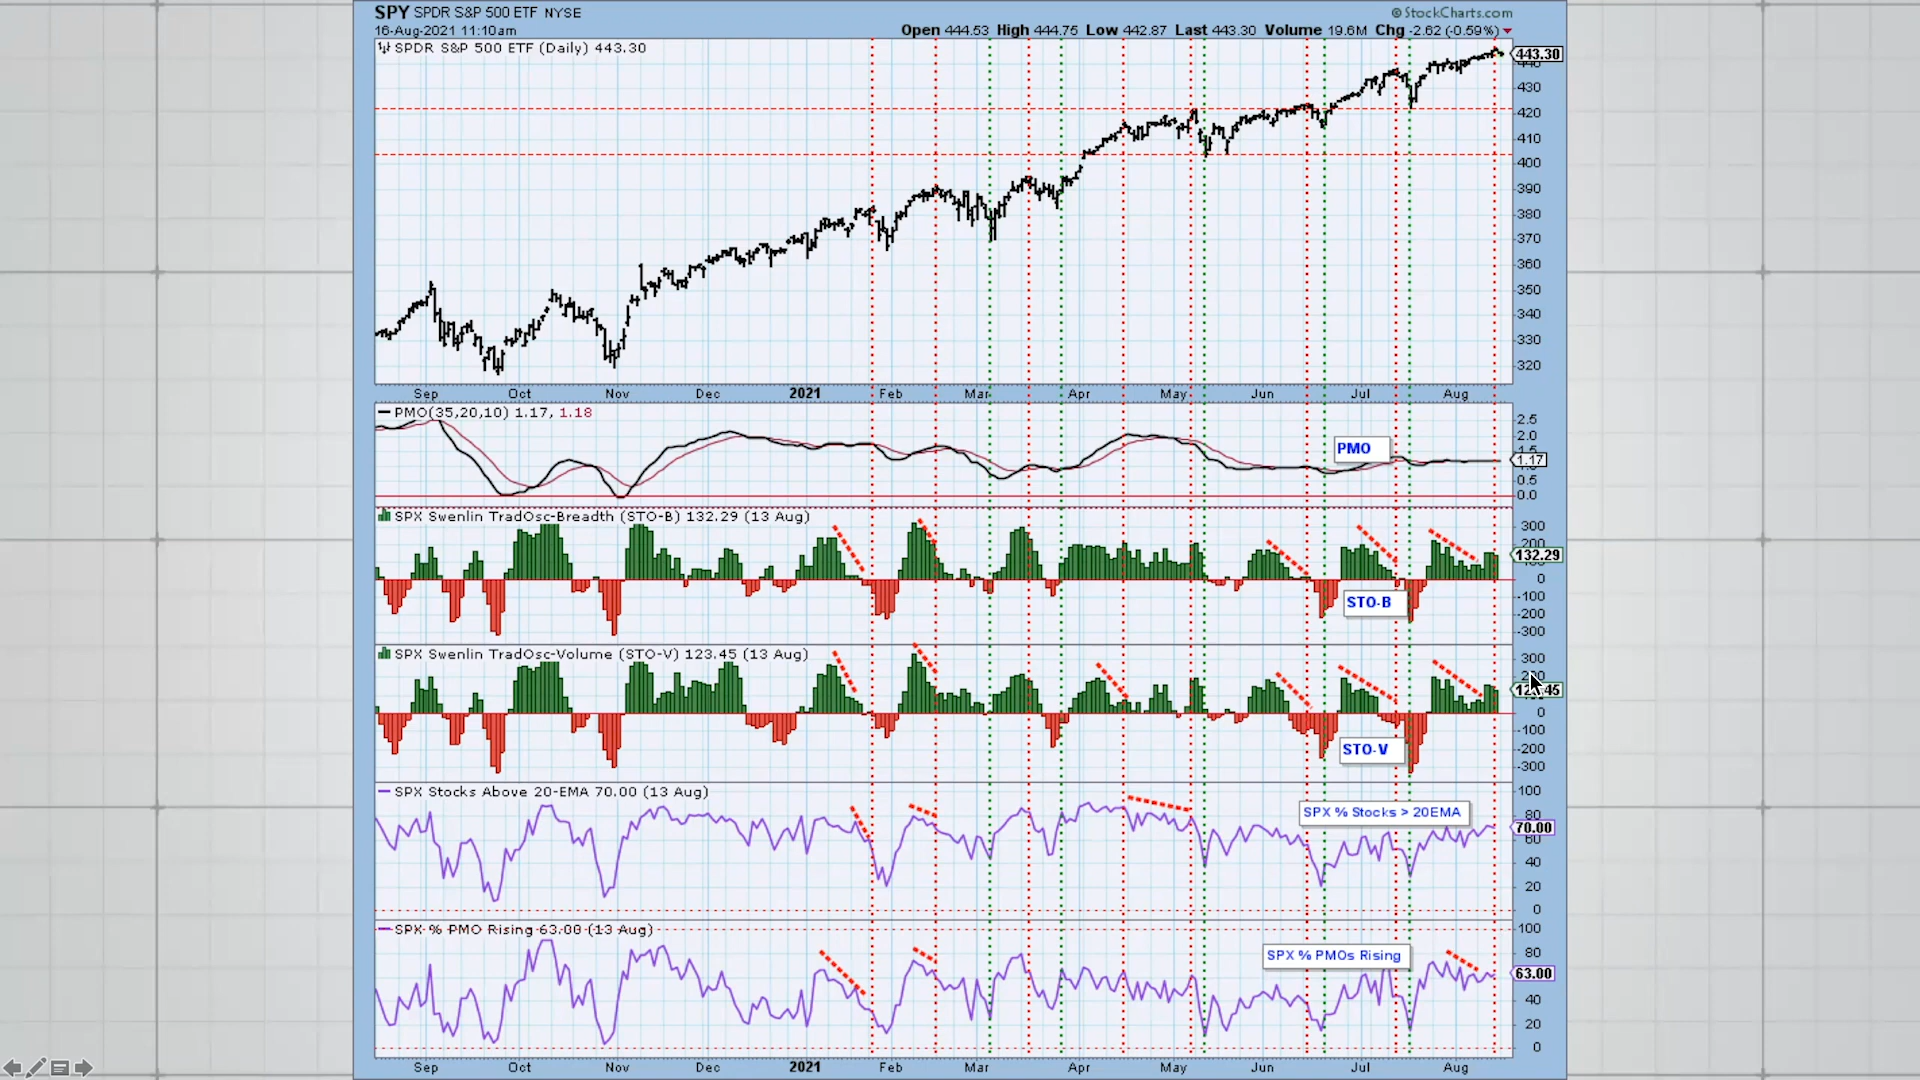 SPY SPDR S&P 500 ETF NYSE
© StockCharts.com
16-Aug-2021 11:10am
Open 444.53 High 444.75 Low 442.87 Last 443.30 Volume 19.6M Chg -2.62 (-0.59%)
SPDR S&P 500 ETF (Daily) 443.30
443.30
440
430
420
410
400
390
380
370
360
350
340
330
320
Sep Oct Nov Dec 2021 Feb Mar Apr May Jun Jul Aug
PMO(35,20,10) 1.17, 1.18
PMO
2.5
2.0
1.17
0.5
0.0
SPX Swenlin TradOsc-Breadth (STO-B) 132.29 (13 Aug)
300
200
132.29
0
-100
-200
-300
STO-B
SPX Swenlin TradOsc-Volume (STO-V) 123.45 (13 Aug)
300
0
-100
-200
-300
STO-V
SPX Stocks Above 20-EMA 70.00 (13 Aug)
SPX % Stocks > 20EMA
100
80
70.00
60
40
20
0
SPX % PMO Rising 63.00 (13 Aug)
SPX % PMOs Rising
100
80
63.00
40
20
0
Sep Oct Nov Dec 2021 Feb Mar Apr May Jun Jul Aug